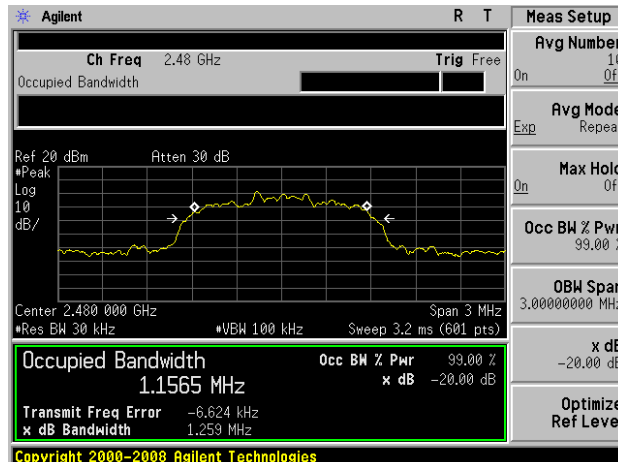 Agilent R T
Meas Setup
Ch Freq 2.48 GHz Trig Free
Occupied Bandwidth
Avg Number
10
On Of
Avg Mode
Exp Repea
Max Hold
On Of
Occ BW % Pwr
99.00 %
OBW Span
3.00000000 MHz
x dB
-20.00 dB
Optimize
Ref Level
Ref 20 dBm Atten 30 dB
#Peak
Log
10
dB/
Center 2.480 000 GHz Span 3 MHz
#Res BW 30 kHz #VBW 100 kHz Sweep 3.2 ms (601 pts)
Occupied Bandwidth Occ BW % Pwr 99.00 %
1.1565 MHz x dB -20.00 dB
Transmit Freq Error -6.624 kHz
x dB Bandwidth 1.259 MHz
Copyright 2000-2008 Agilent Technologies